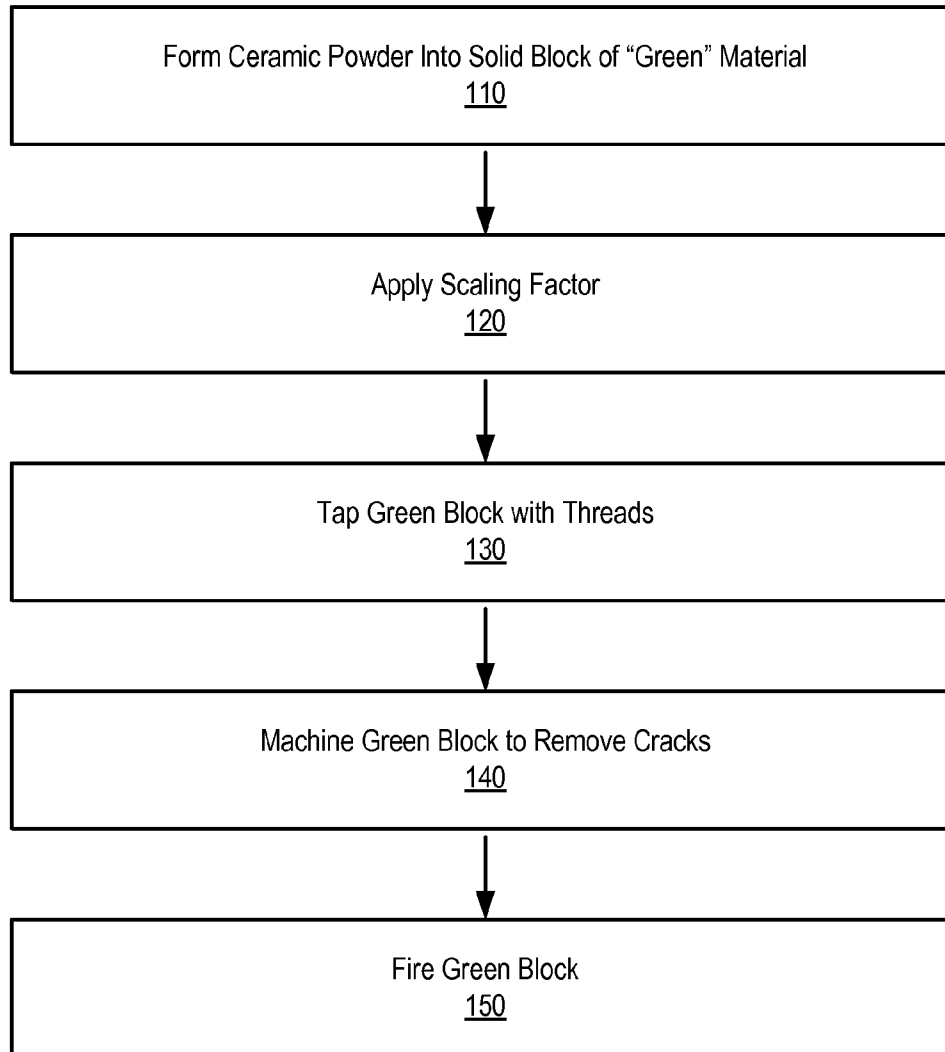 Form Ceramic Powder Into Solid Block of “Green” Material
110
Apply Scaling Factor
120
Tap Green Block with Threads
130
Machine Green Block to Remove Cracks
140
Fire Green Block
150